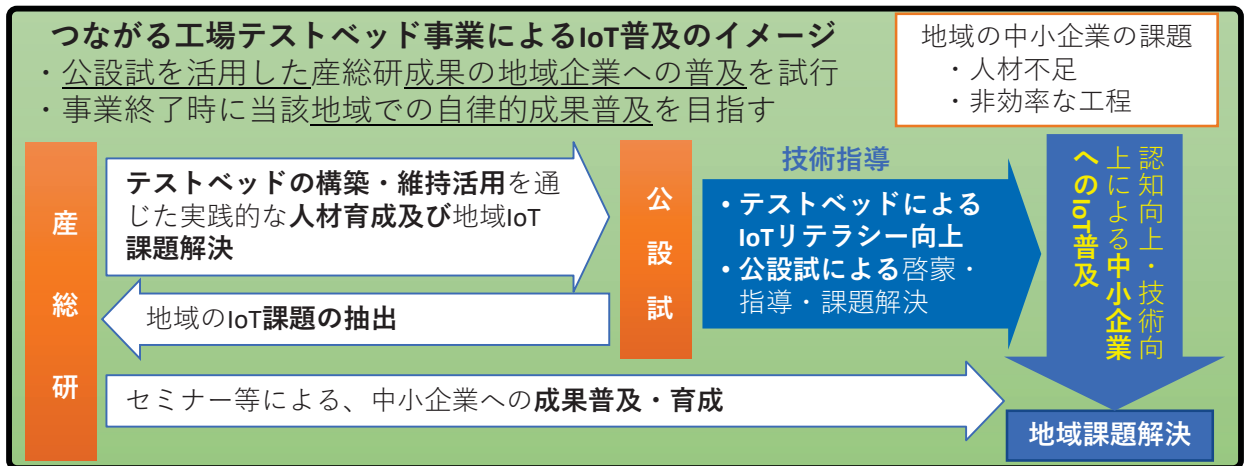 つながる工場テストベッド事業によるIoT普及のイメージ
・公設試を活用した産総研成果の地域企業への普及を試行
・事業終了時に当該地域での自律的成果普及を目指す
地域の中小企業の課題
・人材不足
・非効率な工程
産総研
テストベッドの構築・維持活用を通
じた実践的な人材育成及び地域IoT
課題解決
地域のIoT課題の抽出
公設試
技術指導
・テストベッドによる
IoTリテラシー向上
・公設試による啓蒙・
指導・課題解決
認知向上・技術向
上による中小企業
へのIoT普及
セミナー等による、中小企業への成果普及・育成
地域課題解決